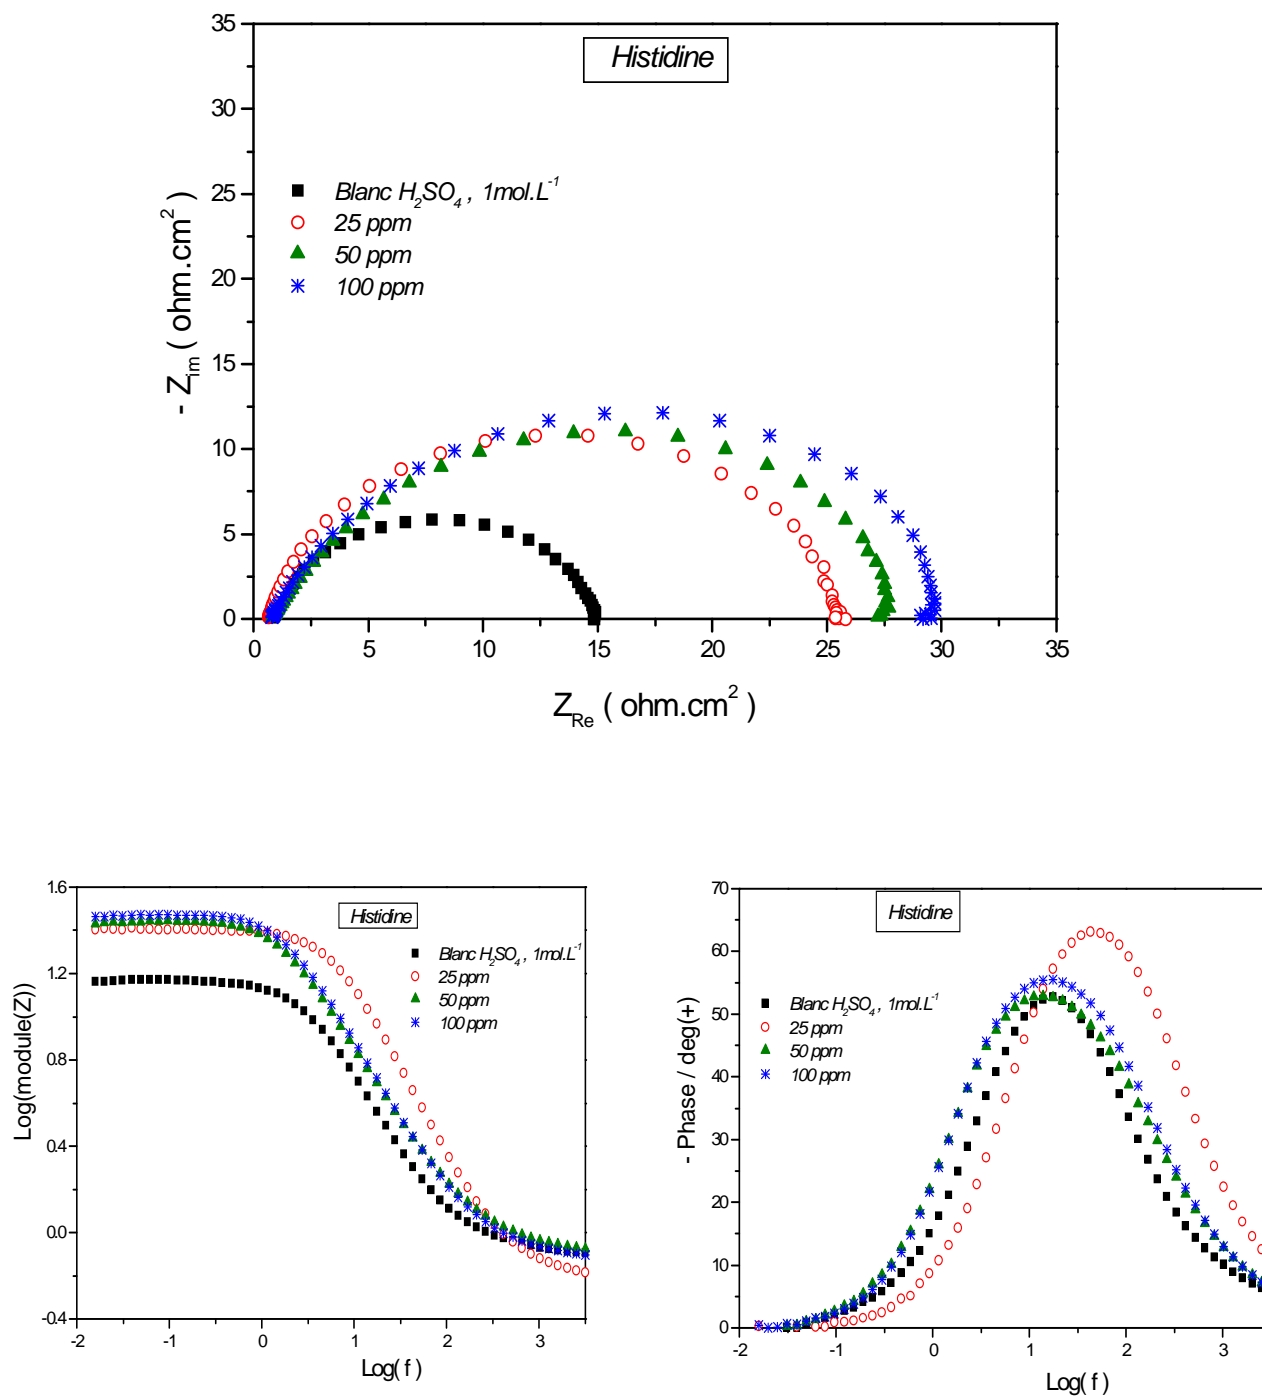 35
30
25
20
15
10
5
0
0 5 10 15 20 25 30 35
- Z_im ( ohm.cm²)
Z_Re ( ohm.cm²)
Histidine
Blanc H₂SO₄ , 1mol.L⁻¹
25 ppm
50 ppm
100 ppm
1.6
1.2
0.8
0.4
0.0
-0.4
-2 -1 0 1 2 3
Log(module(Z))
Log( f )
Histidine
Blanc H₂SO₄ , 1mol.L⁻¹
25 ppm
50 ppm
100 ppm
70
60
50
40
30
20
10
0
-2 -1 0 1 2 3
- Phase / deg(+)
Log( f )
Histidine
Blanc H₂SO₄ , 1mol.L⁻¹
25 ppm
50 ppm
100 ppm